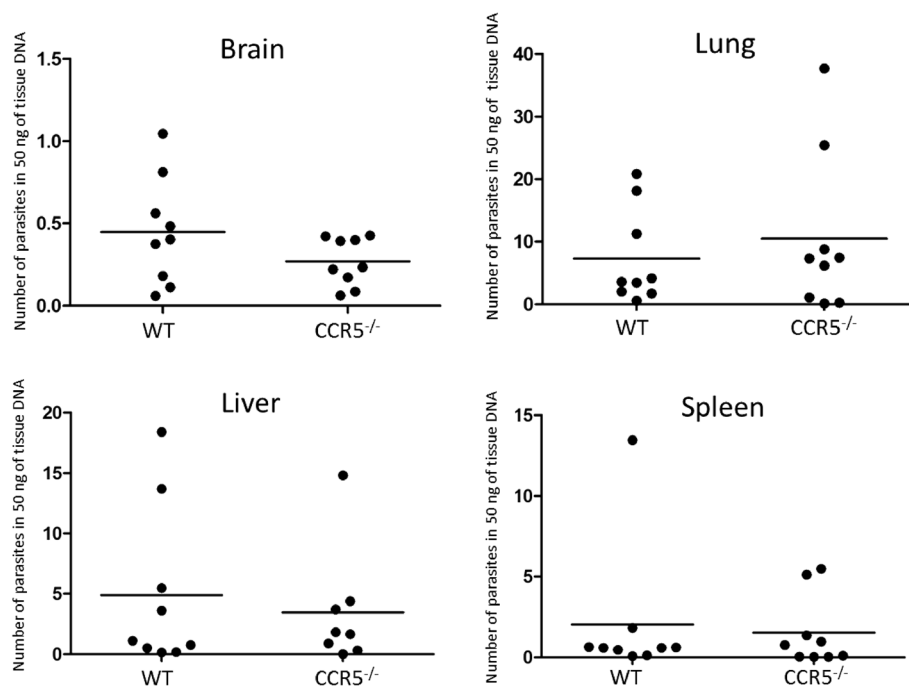 Brain
Number of parasites in 50 ng of tissue DNA
1.5
1.0
0.5
0.0
WT
CCR5-/-
Lung
Number of parasites in 50 ng of tissue DNA
40
30
20
10
0
WT
CCR5-/-
Liver
Number of parasites in 50 ng of tissue DNA
20
15
10
5
0
WT
CCR5-/-
Spleen
Number of parasites in 50 ng of tissue DNA
15
10
5
0
WT
CCR5-/-